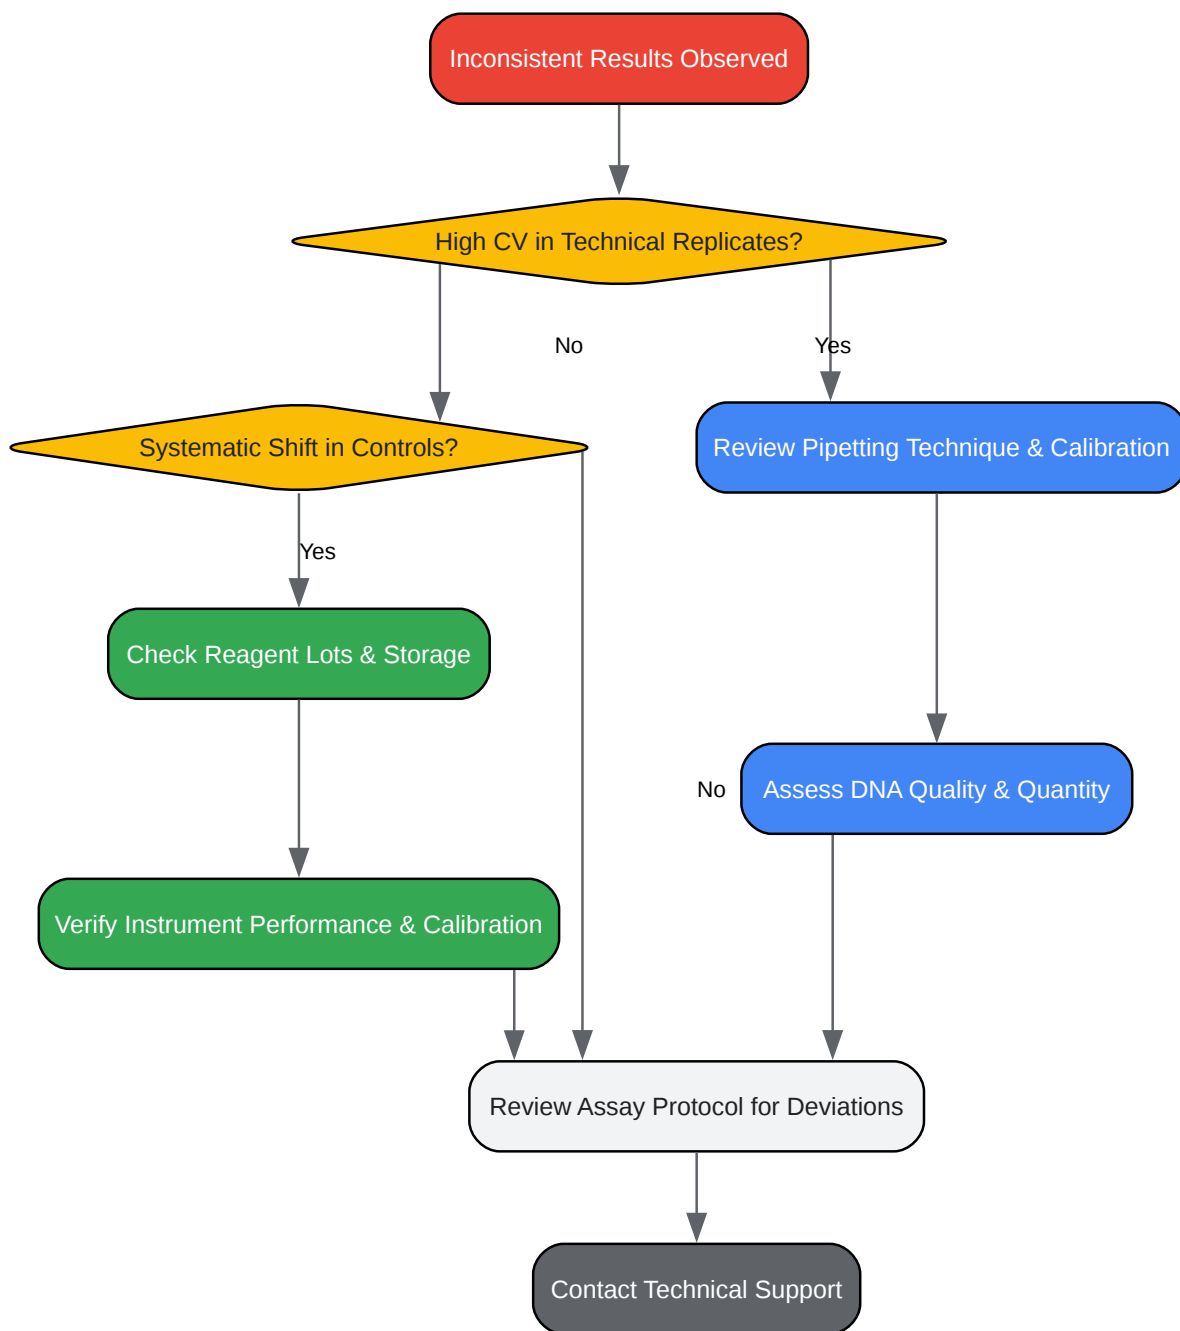 Inconsistent Results Observed
High CV in Technical Replicates?
No
Yes
Systematic Shift in Controls?
Review Pipetting Technique & Calibration
Yes
Check Reagent Lots & Storage
No
Assess DNA Quality & Quantity
Verify Instrument Performance & Calibration
Review Assay Protocol for Deviations
Contact Technical Support